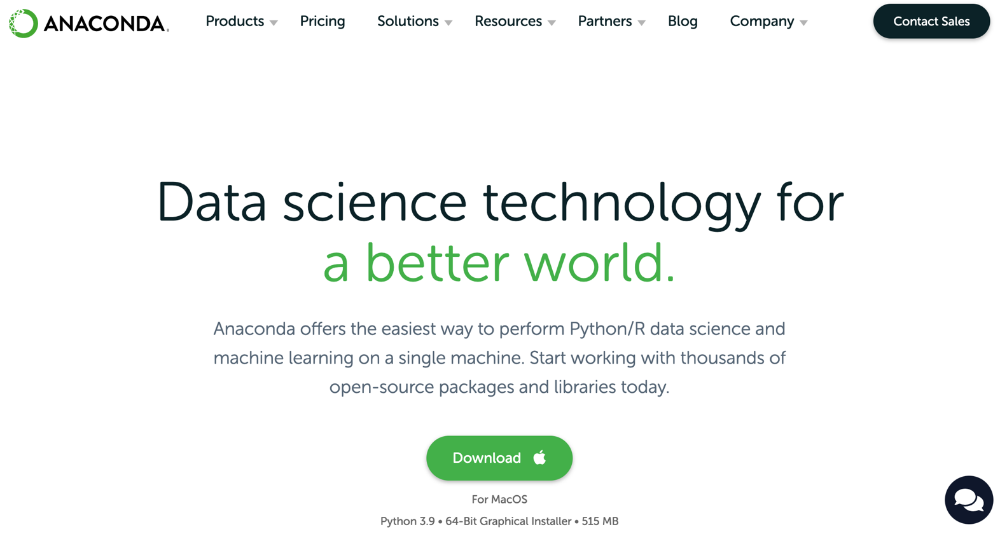 ANACONDA.
Products Pricing Solutions Resources Partners Blog Company Contact Sales
Data science technology for
a better world.
Anaconda offers the easiest way to perform Python/R data science and
machine learning on a single machine. Start working with thousands of
open-source packages and libraries today.
Download
For MacOS
Python 3.9 • 64-Bit Graphical Installer • 515 MB